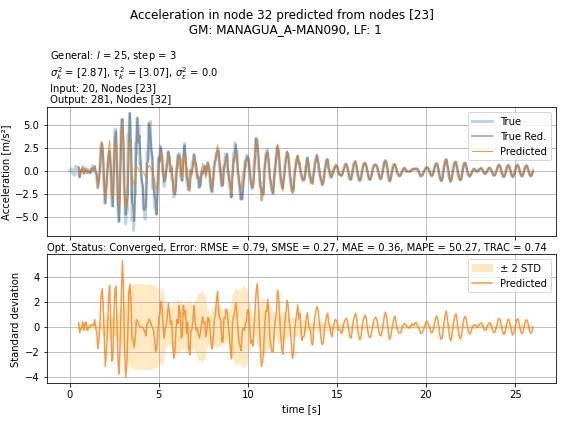 Acceleration in node 32 predicted from nodes [23]
GM: MANAGUA_A-MAN090, LF: 1
General: l = 25, step = 3
σ²ₖ = [2.87], τ²ₖ = [3.07], σ²ε = 0.0
Input: 20, Nodes [23]
Output: 281, Nodes [32]
Acceleration [m/s²]
5.0
2.5
0.0
−2.5
−5.0
True
True Red.
Predicted
Opt. Status: Converged, Error: RMSE = 0.79, SMSE = 0.27, MAE = 0.36, MAPE = 50.27, TRAC = 0.74
Standard deviation
4
2
0
−2
−4
± 2 STD
Predicted
0 5 10 15 20 25
time [s]